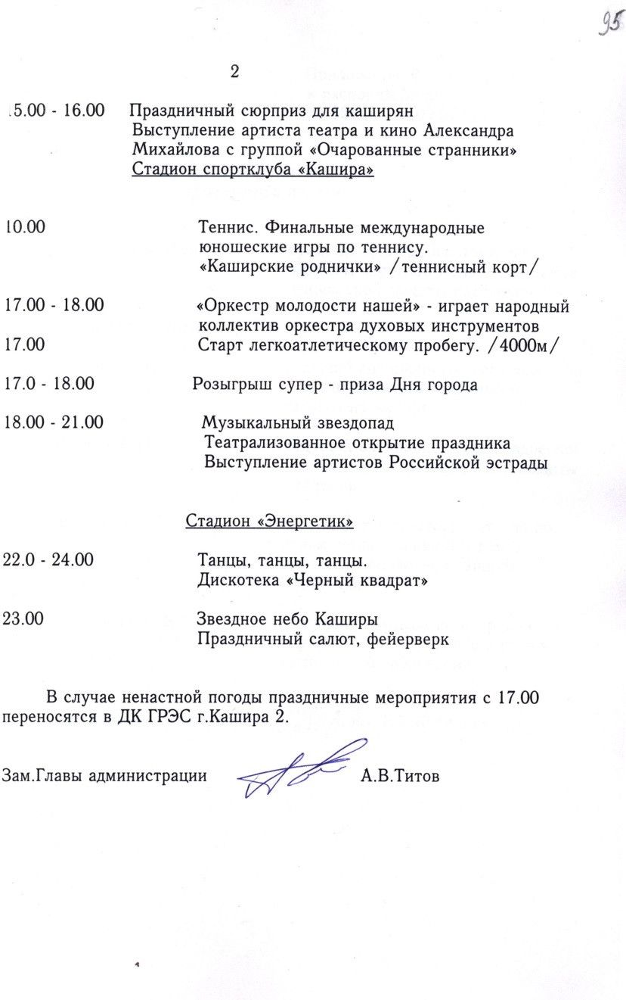 95
2
5.00 - 16.00 Праздничный сюрприз для каширян
Выступление артиста театра и кино Александра
Михайлова с группой «Очарованные странники»
Стадион спортклуба «Кашира»
10.00 Теннис. Финальные международные
юношеские игры по теннису.
«Каширские роднички» /теннисный корт/
17.00 - 18.00 «Оркестр молодости нашей» - играет народный
коллектив оркестра духовых инструментов
17.00 Старт легкоатлетическому пробегу. /4000м/
17.0 - 18.00 Розыгрыш супер - приза Дня города
18.00 - 21.00 Музыкальный звездопад
Театрализованное открытие праздника
Выступление артистов Российской эстрады
Стадион «Энергетик»
22.0 - 24.00 Танцы, танцы, танцы.
Дискотека «Черный квадрат»
23.00 Звездное небо Каширы
Праздничный салют, фейерверк
В случае ненастной погоды праздничные мероприятия с 17.00
переносятся в ДК ГРЭС г.Кашира 2.
Зам.Главы администрации А.В.Титов